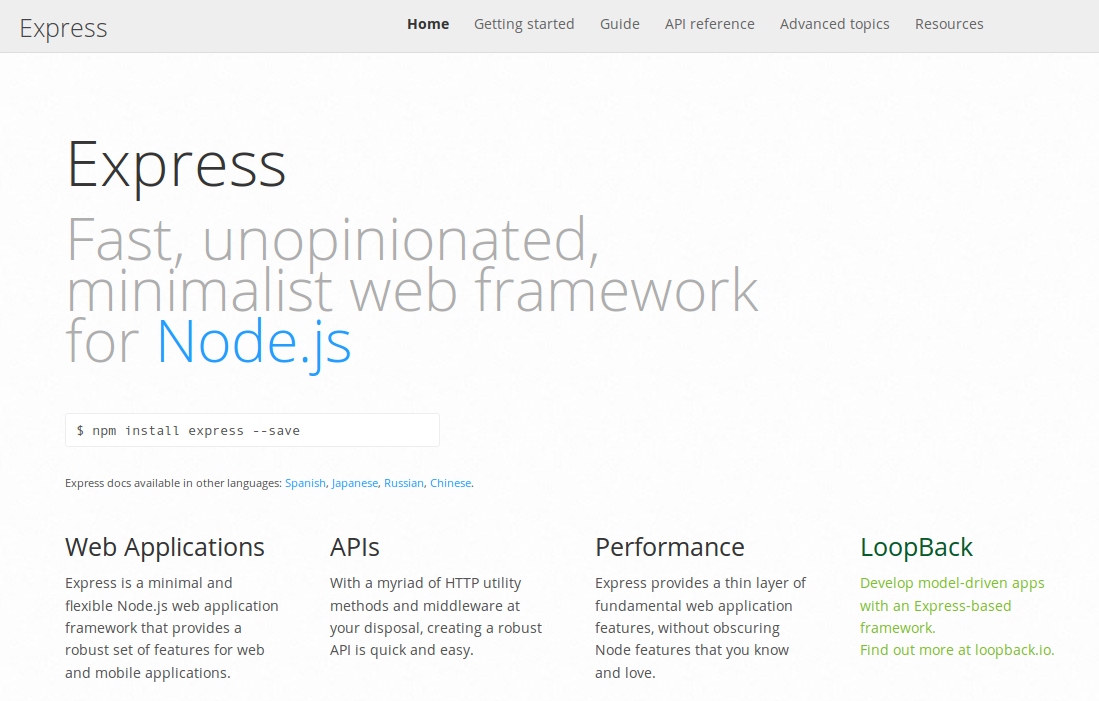 Express
Home Getting started Guide API reference Advanced topics Resources
Express
Fast, unopinionated,
minimalist web framework
for Node.js
$ npm install express --save
Express docs available in other languages: Spanish, Japanese, Russian, Chinese.
Web Applications
Express is a minimal and
flexible Node.js web application
framework that provides a
robust set of features for web
and mobile applications.
APIs
With a myriad of HTTP utility
methods and middleware at
your disposal, creating a robust
API is quick and easy.
Performance
Express provides a thin layer of
fundamental web application
features, without obscuring
Node features that you know
and love.
LoopBack
Develop model-driven apps
with an Express-based
framework.
Find out more at loopback.io.